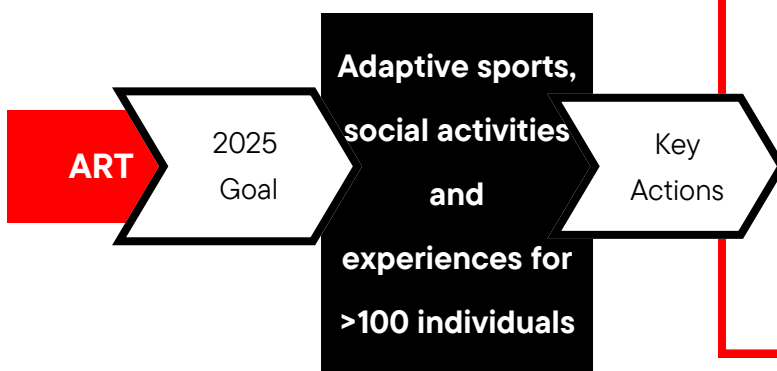 ART
2025
Goal
Adaptive sports,
social activities
and
experiences for
>100 individuals
Key
Actions